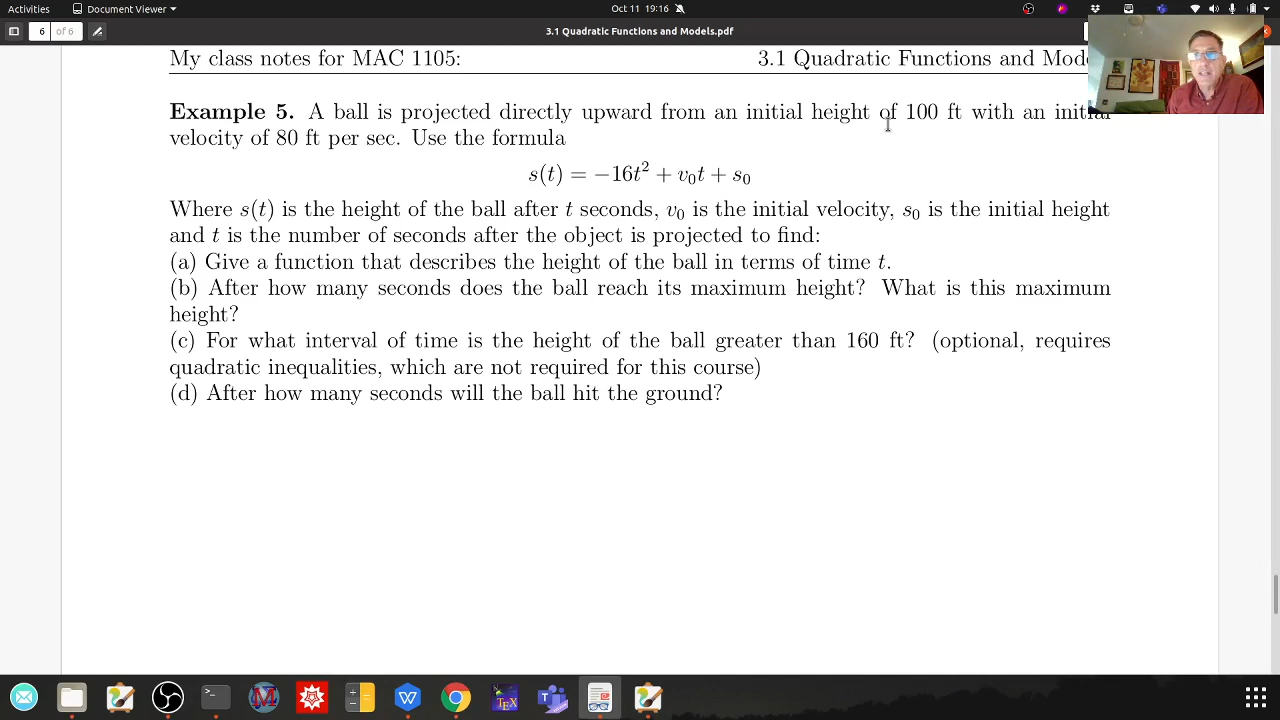 Activities
Document Viewer
Oct 11 19:16
6 of 6
3.1 Quadratic Functions and Models.pdf
My class notes for MAC 1105:
3.1 Quadratic Functions and
Example 5. A ball is projected directly upward from an initial height of 100 ft with an initial
velocity of 80 ft per sec. Use the formula
s(t) = −16t² + v₀t + s₀
Where s(t) is the height of the ball after t seconds, v₀ is the initial velocity, s₀ is the initial height
and t is the number of seconds after the object is projected to find:
(a) Give a function that describes the height of the ball in terms of time t.
(b) After how many seconds does the ball reach its maximum height? What is this maximum
height?
(c) For what interval of time is the height of the ball greater than 160 ft? (optional, requires
quadratic inequalities, which are not required for this course)
(d) After how many seconds will the ball hit the ground?